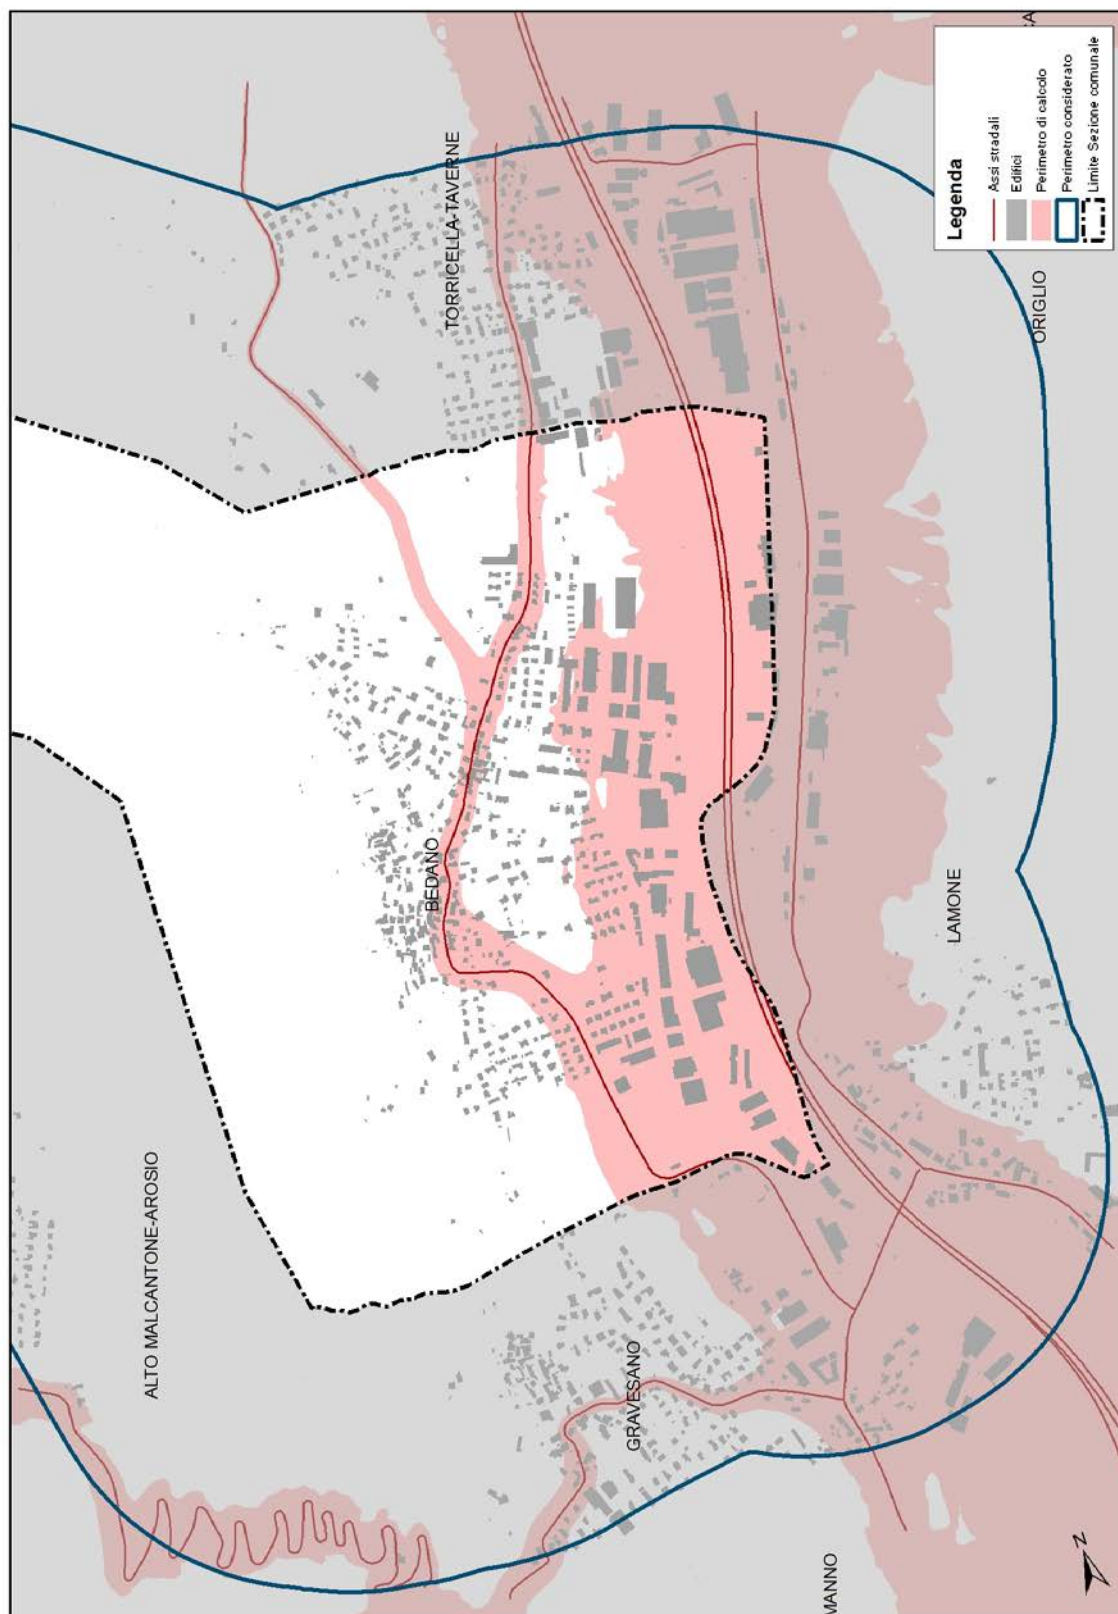 CA
TORRICELLA-TAVERNE
ORIGLIO
BEDANO
LAMONE
ALTO MALCANTONE-AROSIO
GRAVESANO
MANNO
Legenda
Assi stradali
Edifici
Perimetro di calcolo
Perimetro considerato
Limite Sezione comunale
N